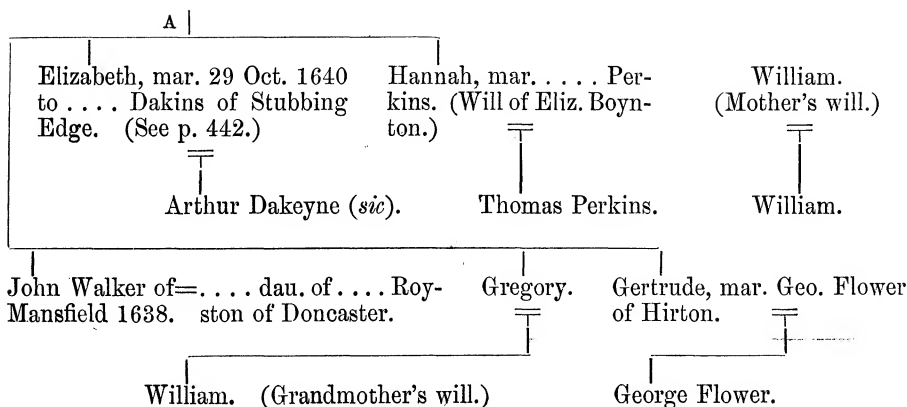 A
Elizabeth, mar. 29 Oct. 1640
to .... Dakins of Stubbing
Edge. (See p. 442.)
Hannah, mar. .... Per-
kins. (Will of Eliz. Boyn-
ton.)
William.
(Mother's will.)
Arthur Dakeyne (sic).
Thomas Perkins.
William.
John Walker of=.... dau. of .... Roy-
Mansfield 1638. ston of Doncaster.
Gregory.
Gertrude, mar. Geo. Flower
of Hirton.
William. (Grandmother's will.)
George Flower.